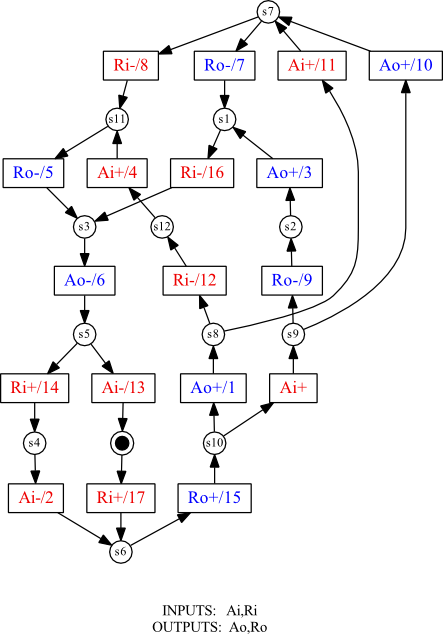 s7
Ri-/8 Ro-/7 Ai+/11 Ao+/10
s11 s1
Ro-/5 Ai+/4 Ri-/16 Ao+/3
s3 s12 s2
Ao-/6 Ri-/12 Ro-/9
s5 s8 s9
Ri+/14 Ai-/13 Ao+/1 Ai+
s4 s10
Ai-/2 Ri+/17 Ro+/15
s6
INPUTS: Ai,Ri
OUTPUTS: Ao,Ro